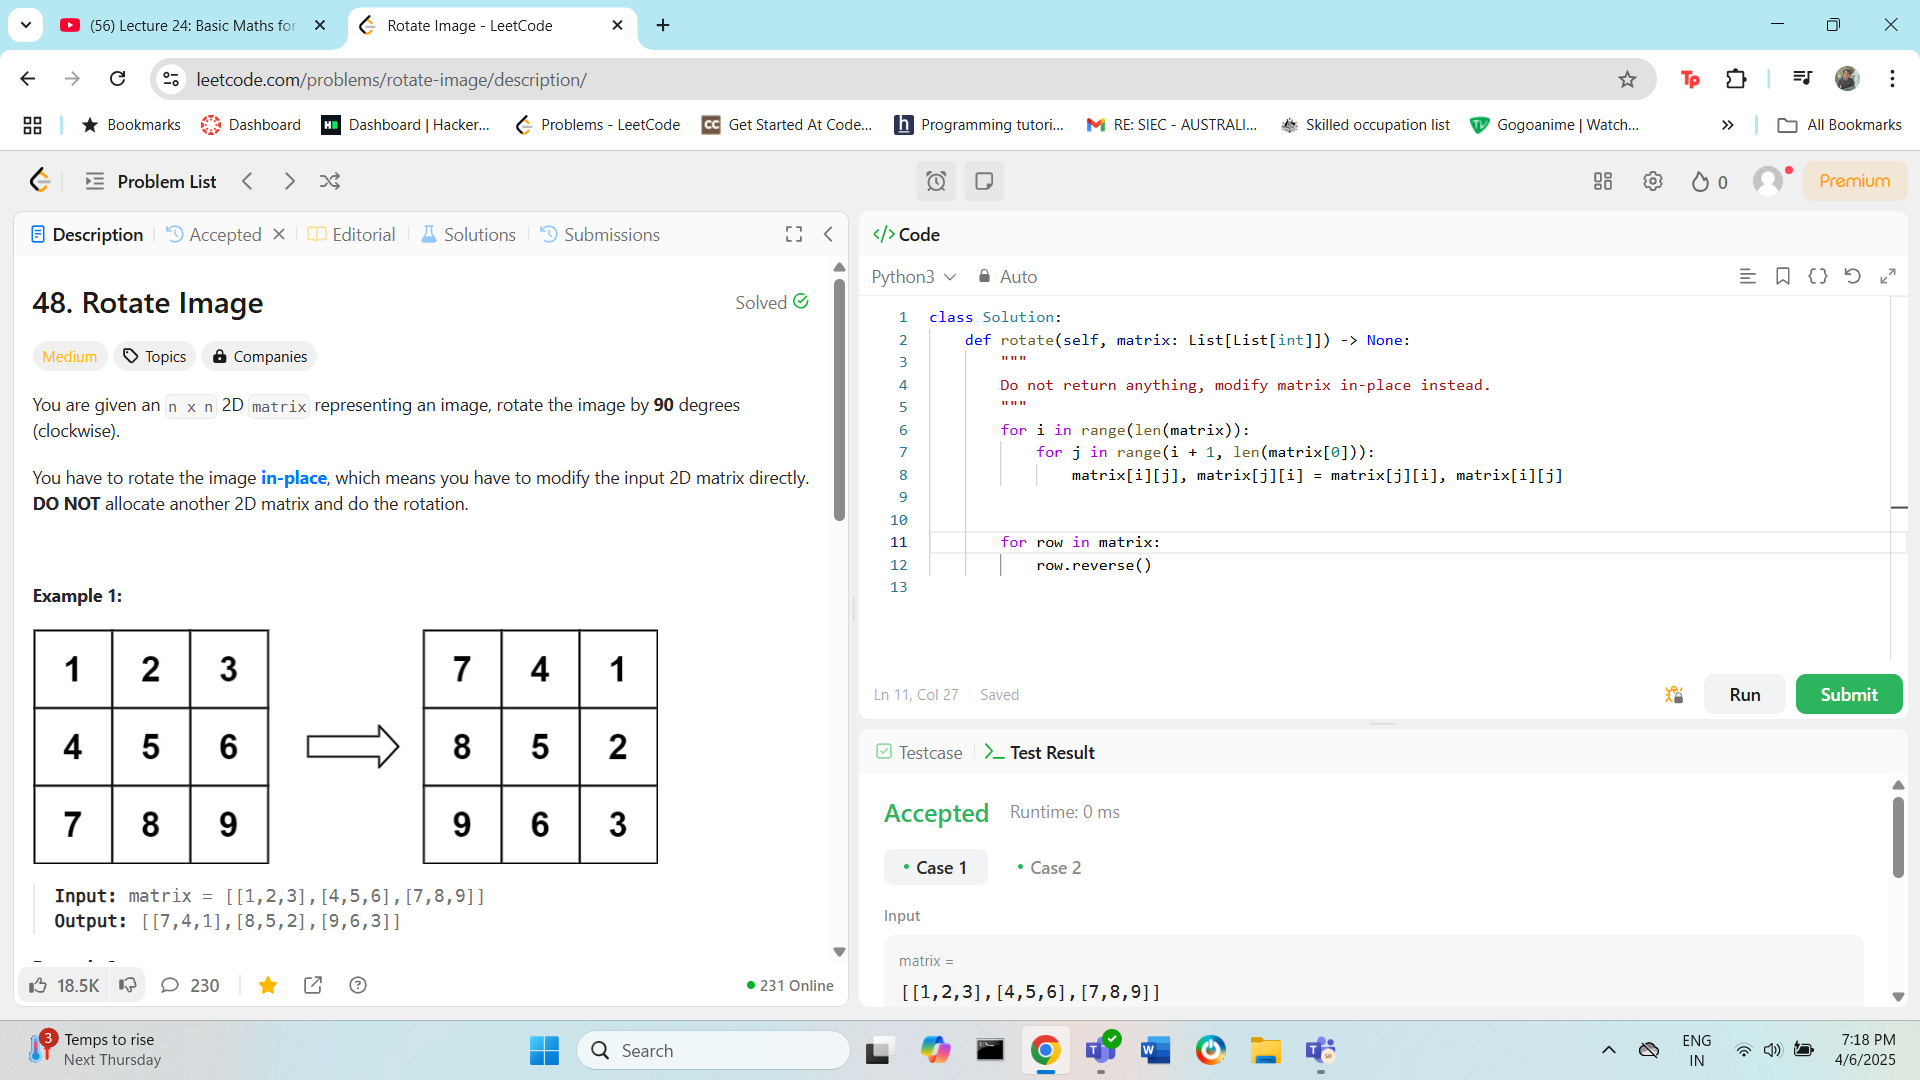 (56) Lecture 24: Basic Maths for
Rotate Image - LeetCode
leetcode.com/problems/rotate-image/description/
Tp
Bookmarks
Dashboard
Dashboard | Hacker...
Problems - LeetCode
CC
Get Started At Code...
h
Programming tutori...
RE: SIEC - AUSTRALI...
Skilled occupation list
Gogoanime | Watch...
All Bookmarks
Problem List
0
Premium
Description
Accepted
Editorial
Solutions
Submissions
48. Rotate Image
Solved
Medium
Topics
Companies
You are given an n x n 2D matrix representing an image, rotate the image by 90 degrees
(clockwise).
You have to rotate the image in-place, which means you have to modify the input 2D matrix directly.
DO NOT allocate another 2D matrix and do the rotation.
Example 1:
1 2 3
4 5 6
7 8 9
7 4 1
8 5 2
9 6 3
Input: matrix = [[1,2,3],[4,5,6],[7,8,9]]
Output: [[7,4,1],[8,5,2],[9,6,3]]
18.5K
230
231 Online
</> Code
Python3
Auto
1 class Solution:
2 def rotate(self, matrix: List[List[int]]) -> None:
3 """
4 Do not return anything, modify matrix in-place instead.
5 """
6 for i in range(len(matrix)):
7 for j in range(i + 1, len(matrix[0])):
8 matrix[i][j], matrix[j][i] = matrix[j][i], matrix[i][j]
9
10
11 for row in matrix:
12 row.reverse()
13
Ln 11, Col 27
Saved
Run
Submit
Testcase
Test Result
Accepted
Runtime: 0 ms
• Case 1
• Case 2
Input
matrix =
[[1,2,3],[4,5,6],[7,8,9]]
3
Temps to rise
Next Thursday
Search
W
ENG
IN
7:18 PM
4/6/2025